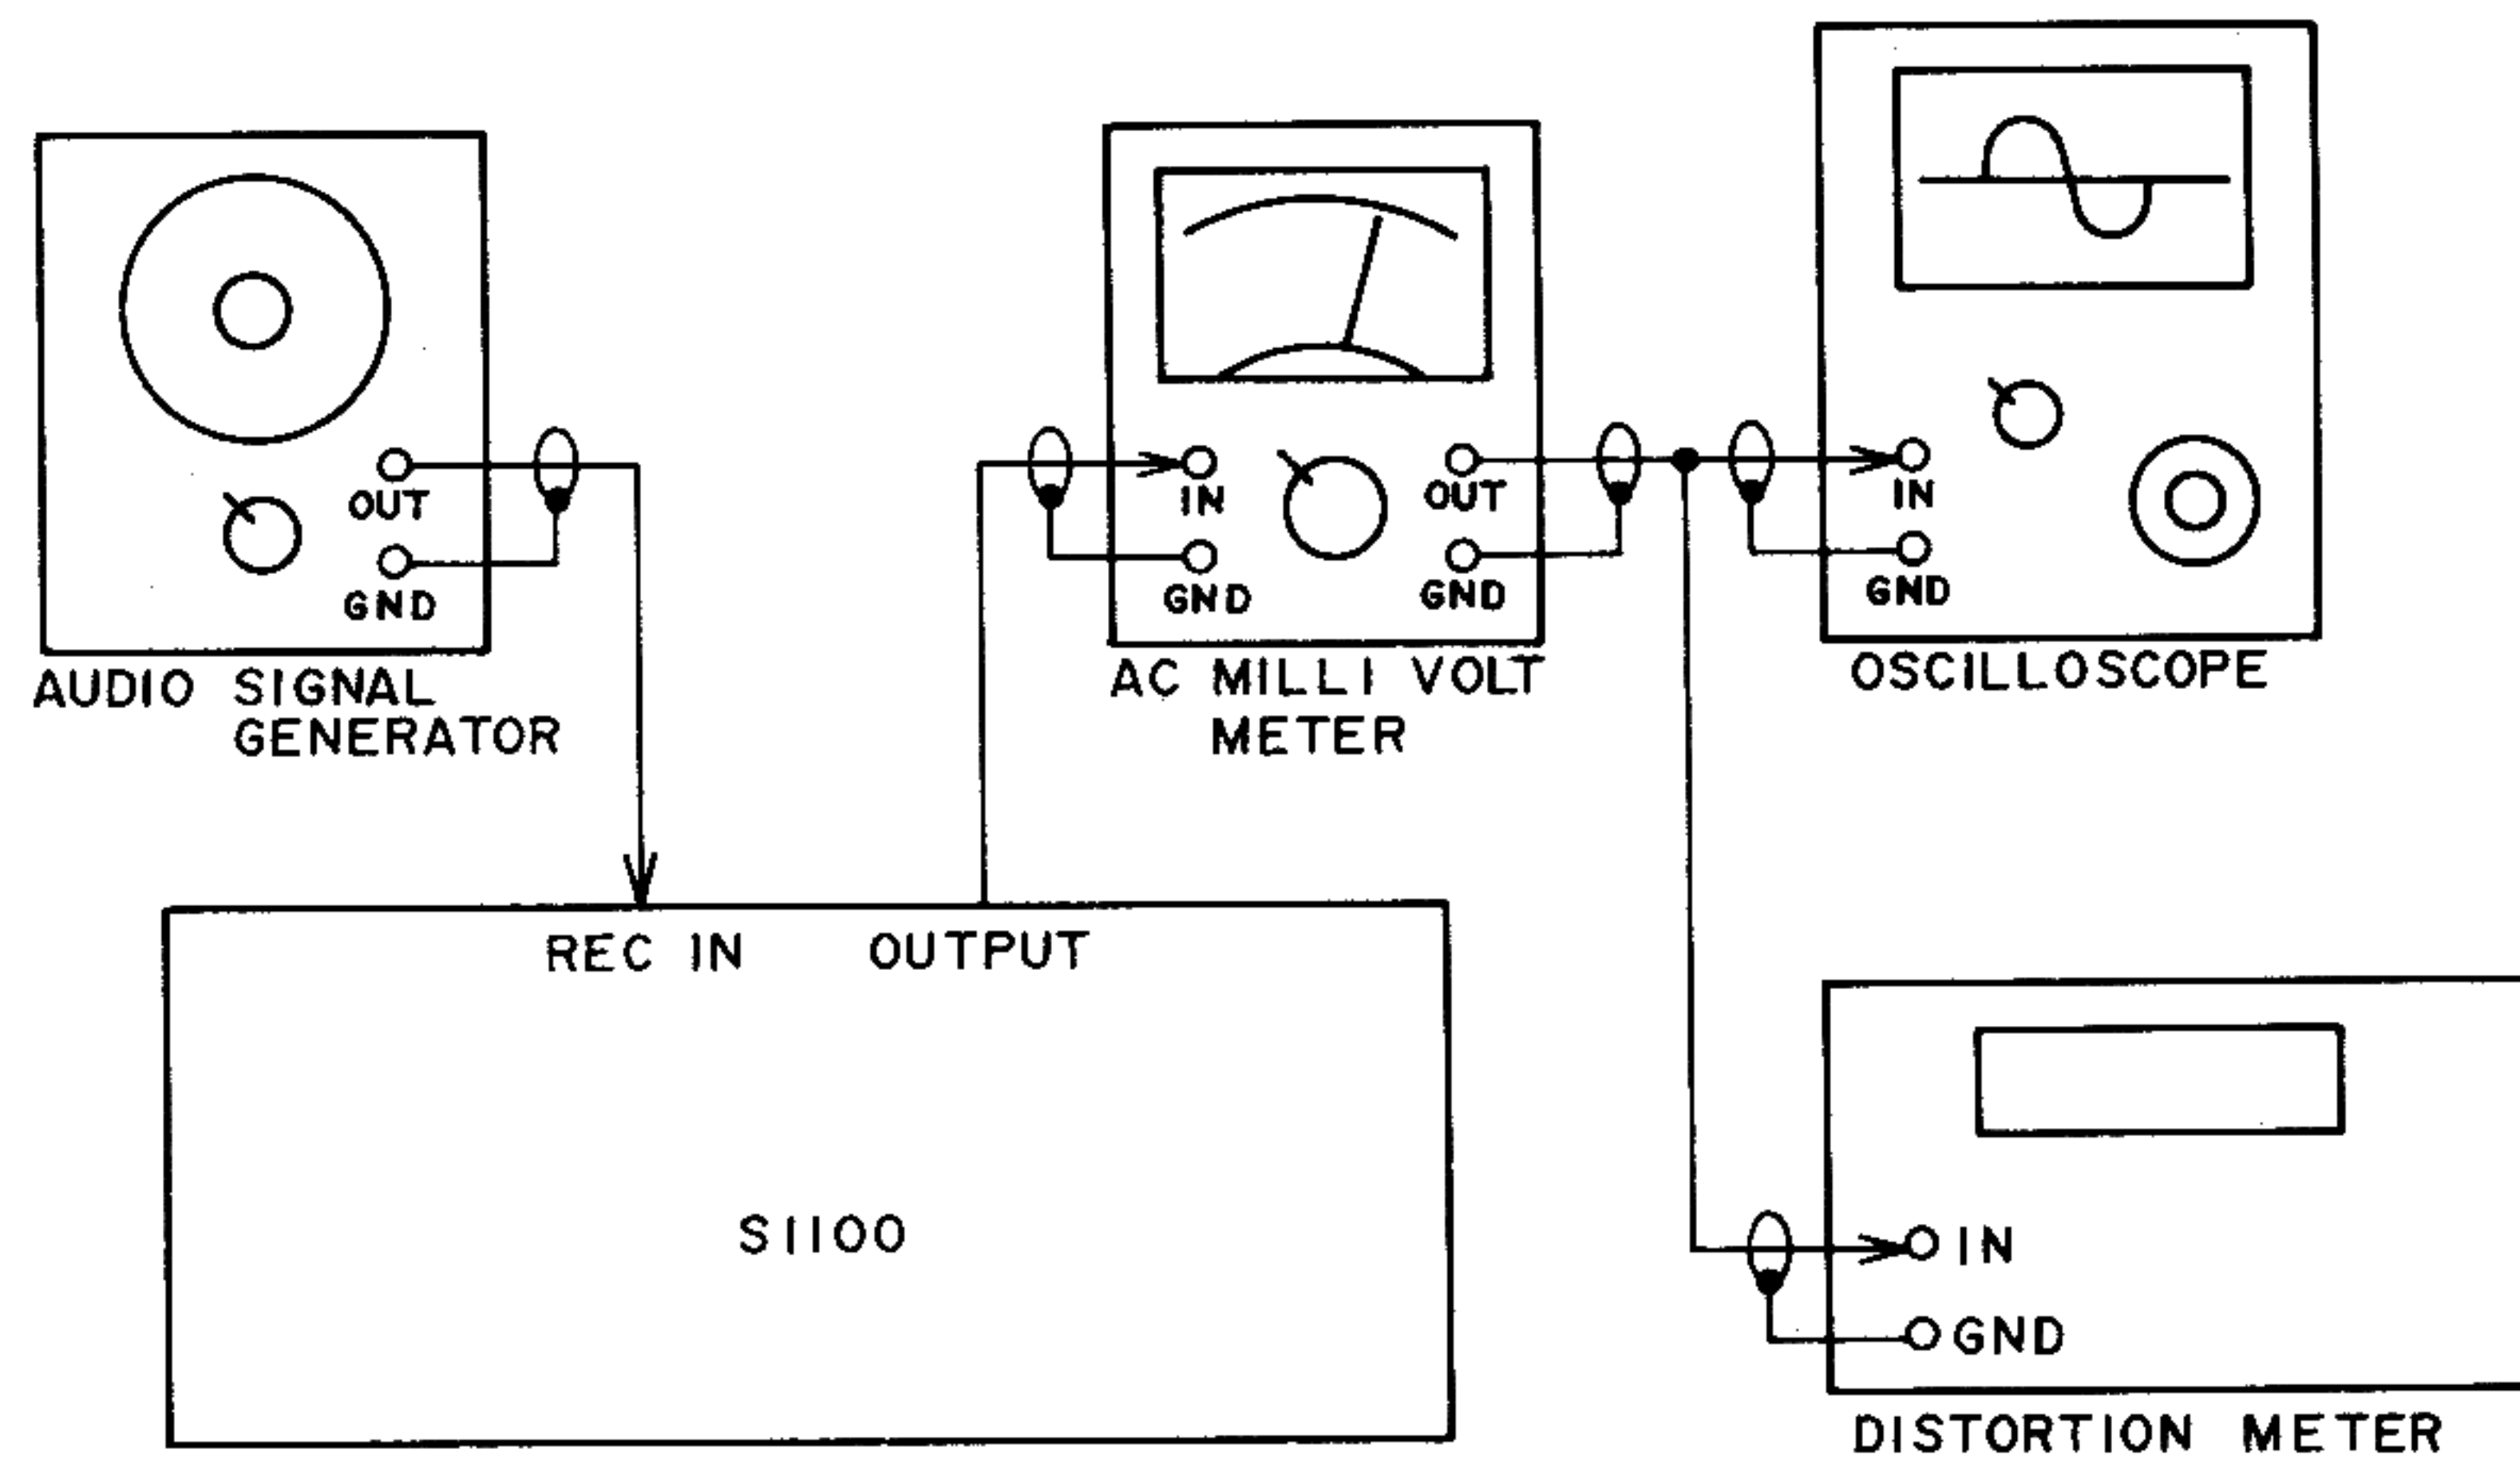 OUT
GND
AUDIO SIGNAL
GENERATOR
IN
GND
OUT
GND
AC MILLI VOLT
METER
IN
GND
OSCILLOSCOPE
REC IN OUTPUT
S1100
IN
GND
DISTORTION METER